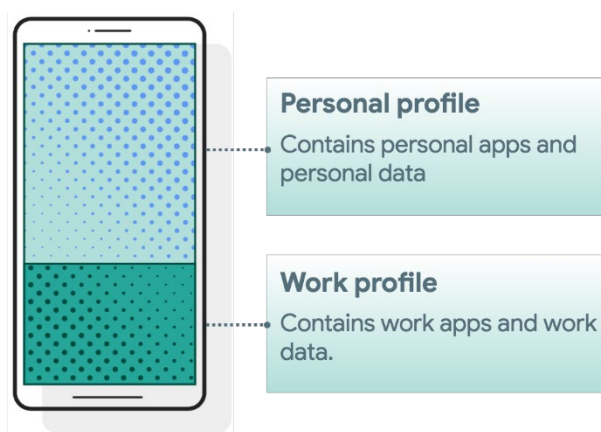 Personal profile
Contains personal apps and
personal data
Work profile
Contains work apps and work
data.